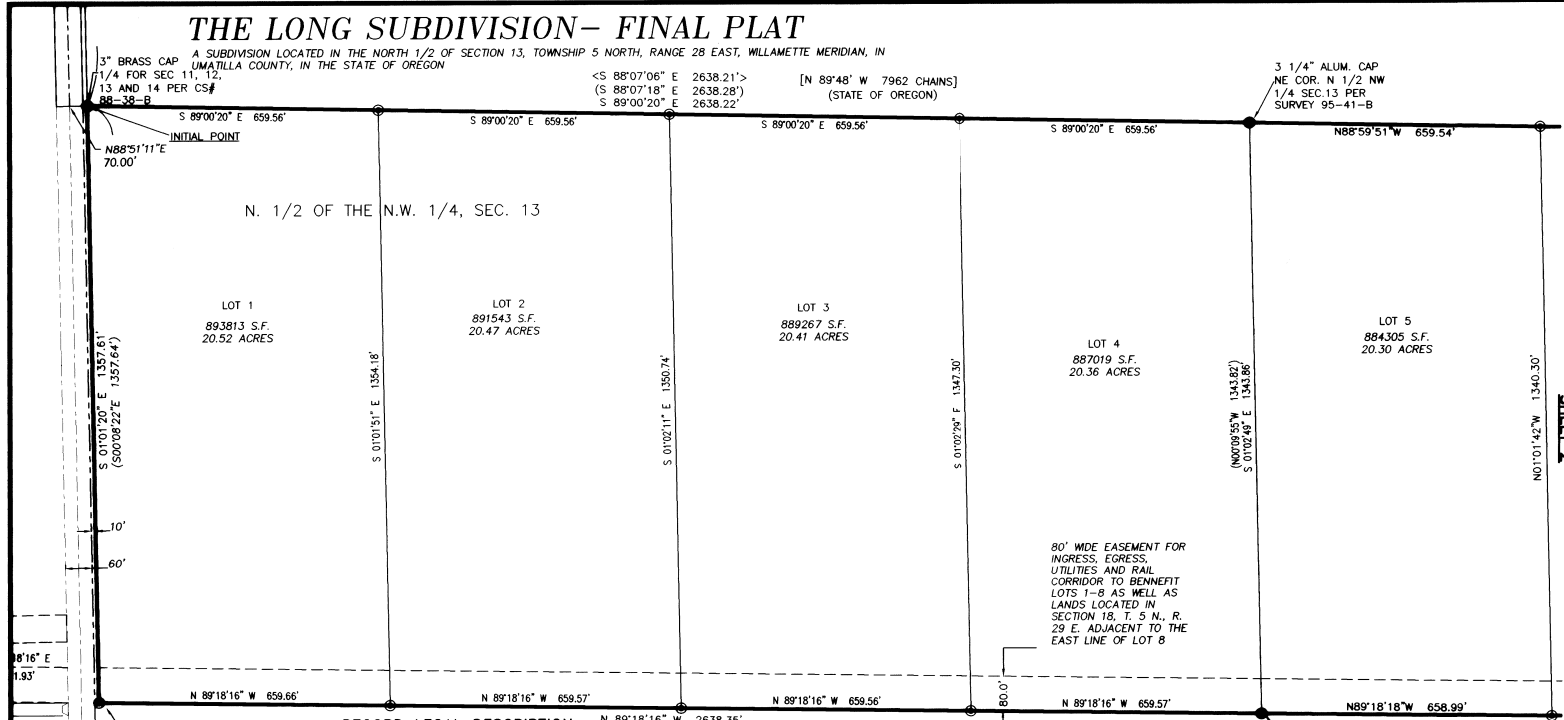 THE LONG SUBDIVISION- FINAL PLAT
A SUBDIVISION LOCATED IN THE NORTH 1/2 OF SECTION 13, TOWNSHIP 5 NORTH, RANGE 28 EAST, WILLAMETTE MERIDIAN, IN
UMATILLA COUNTY, IN THE STATE OF OREGON
3" BRASS CAP
1/4 FOR SEC 11, 12,
13 AND 14 PER CS#
88-38-B
<S 88°07'06" E 2638.21'>
(S 88°07'18" E 2638.28')
S 89°00'20" E 2638.22'
[N 89°48' W 7962 CHAINS]
(STATE OF OREGON)
3 1/4" ALUM. CAP
NE COR. N 1/2 NW
1/4 SEC.13 PER
SURVEY 95-41-B
S 89°00'20" E 659.56'
S 89°00'20" E 659.56'
S 89°00'20" E 659.56'
S 89°00'20" E 659.56'
N88°59'51"W 659.54'
INITIAL POINT
N88°51'11"E
70.00'
N. 1/2 OF THE N.W. 1/4, SEC. 13
LOT 1
893813 S.F.
20.52 ACRES
LOT 2
891543 S.F.
20.47 ACRES
LOT 3
889267 S.F.
20.41 ACRES
LOT 4
887019 S.F.
20.36 ACRES
LOT 5
884305 S.F.
20.30 ACRES
S 01°01'20" E 1357.61'
(S00°08'22"E 1357.64')
S 01°01'51" E 1354.18'
S 01°02'11" E 1350.74'
S 01°02'29" E 1347.30'
(N00°09'55"W 1343.82')
S 01°02'49" E 1343.86'
N01°01'42"W 1340.30'
10'
60'
80' WIDE EASEMENT FOR
INGRESS, EGRESS,
UTILITIES AND RAIL
CORRIDOR TO BENNEFIT
LOTS 1-8 AS WELL AS
LANDS LOCATED IN
SECTION 18, T. 5 N., R.
29 E. ADJACENT TO THE
EAST LINE OF LOT 8
8'16" E
1.93'
80.0'
N 89°18'16" W 659.66'
N 89°18'16" W 659.57'
N 89°18'16" W 659.56'
N 89°18'16" W 659.57'
N89°18'18"W 658.99'
RECORD LEGAL DESCRIPTION
N 89°18'16" W 2638.35'